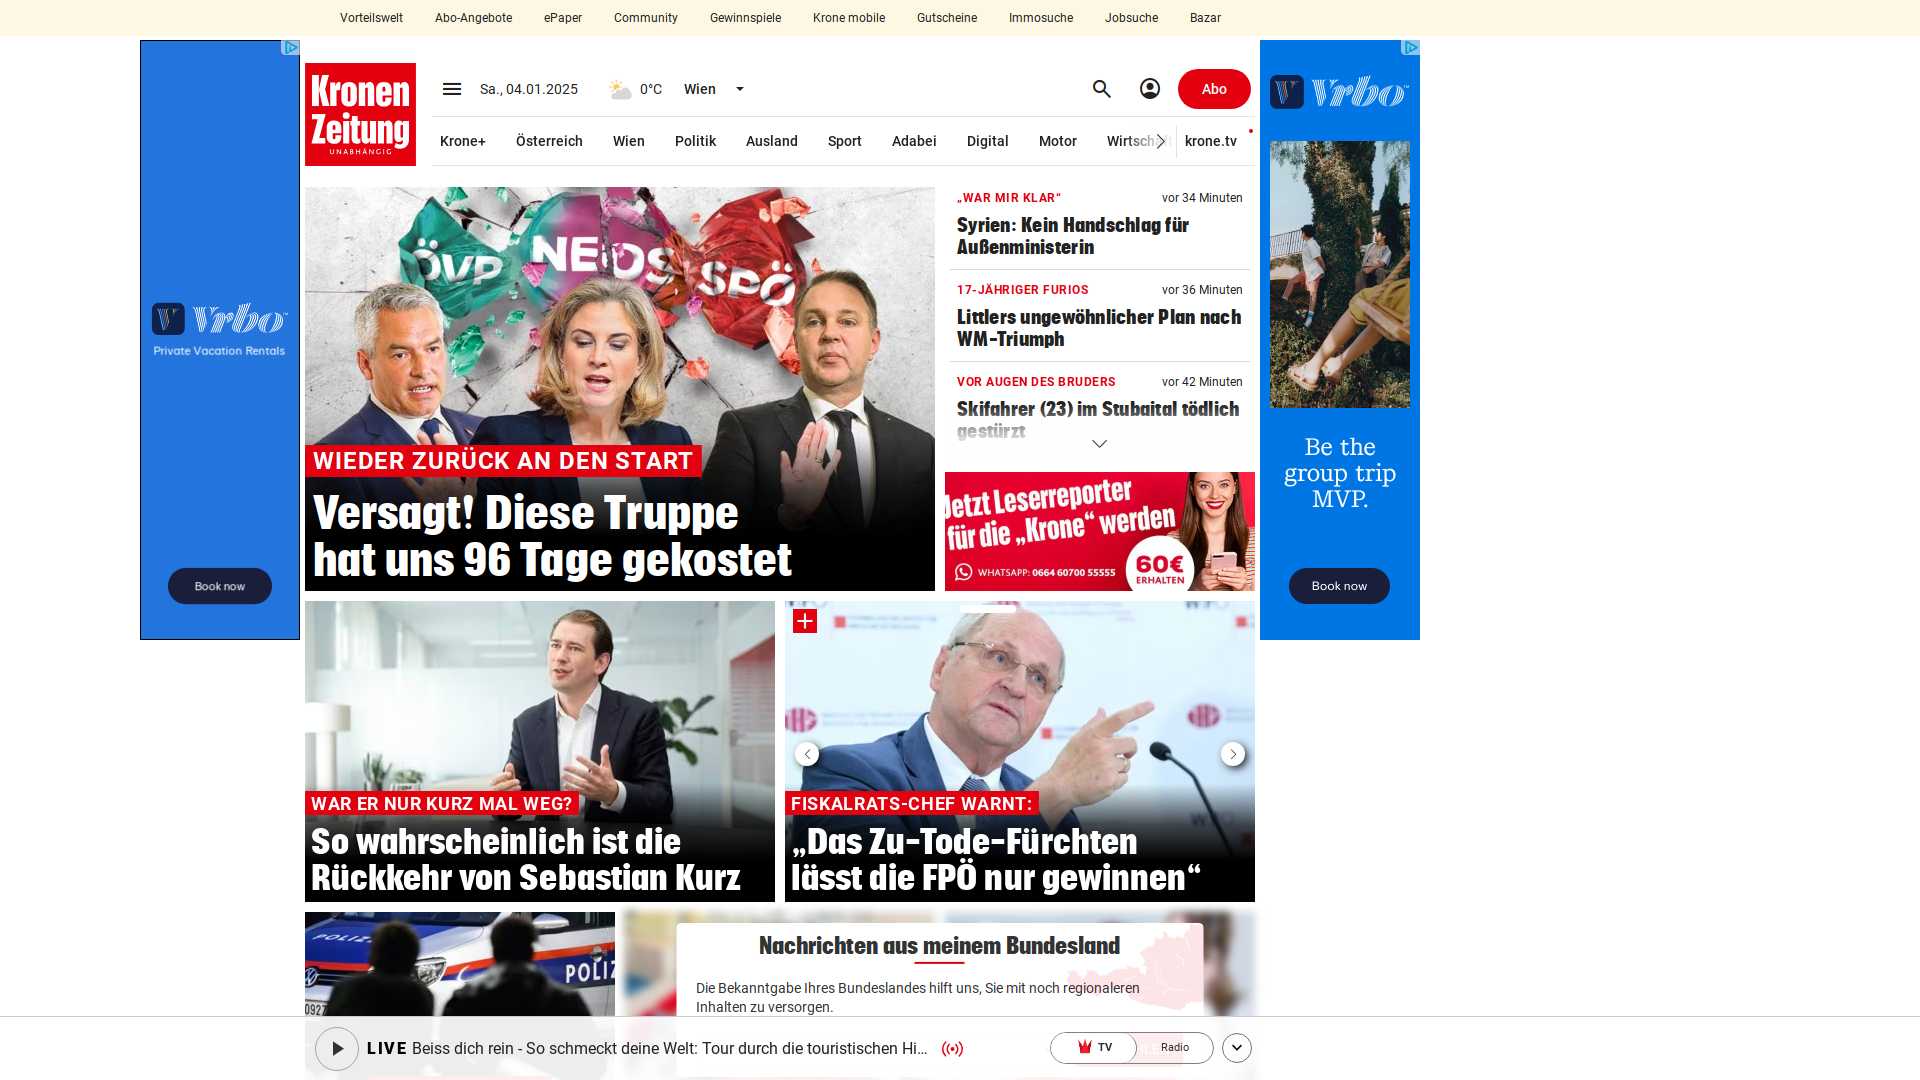 Vorteilswelt
Abo-Angebote
ePaper
Community
Gewinnspiele
Krone mobile
Gutscheine
Immosuche
Jobsuche
Bazar
Kronen
Zeitung
UNABHÄNGIG
Sa., 04.01.2025
0°C
Wien
Abo
Krone+
Österreich
Wien
Politik
Ausland
Sport
Adabei
Digital
Motor
Wirtschaft
krone.tv
Vrbo
Private Vacation Rentals
Book now
ÖVP
NEOS
SPÖ
WIEDER ZURÜCK AN DEN START
Versagt! Diese Truppe
hat uns 96 Tage gekostet
„WAR MIR KLAR“
vor 34 Minuten
Syrien: Kein Handschlag für
Außenministerin
17-JÄHRIGER FURIOS
vor 36 Minuten
Littlers ungewöhnlicher Plan nach
WM-Triumph
VOR AUGEN DES BRUDERS
vor 42 Minuten
Skifahrer (23) im Stubaital tödlich
gestürzt
Jetzt Leserreporter
für die „Krone“ werden
WHATSAPP: 0664 60700 55555
60€
ERHALTEN
Vrbo
Be the
group trip
MVP.
Book now
WAR ER NUR KURZ MAL WEG?
So wahrscheinlich ist die
Rückkehr von Sebastian Kurz
FISKALRATS-CHEF WARNT:
„Das Zu-Tode-Fürchten
lässt die FPÖ nur gewinnen“
POLIZEI
POLIZ
0927
Nachrichten aus meinem Bundesland
Die Bekanntgabe Ihres Bundeslandes hilft uns, Sie mit noch regionaleren
Inhalten zu versorgen.
LIVE Beiss dich rein - So schmeckt deine Welt: Tour durch die touristischen Hi...
TV
Radio